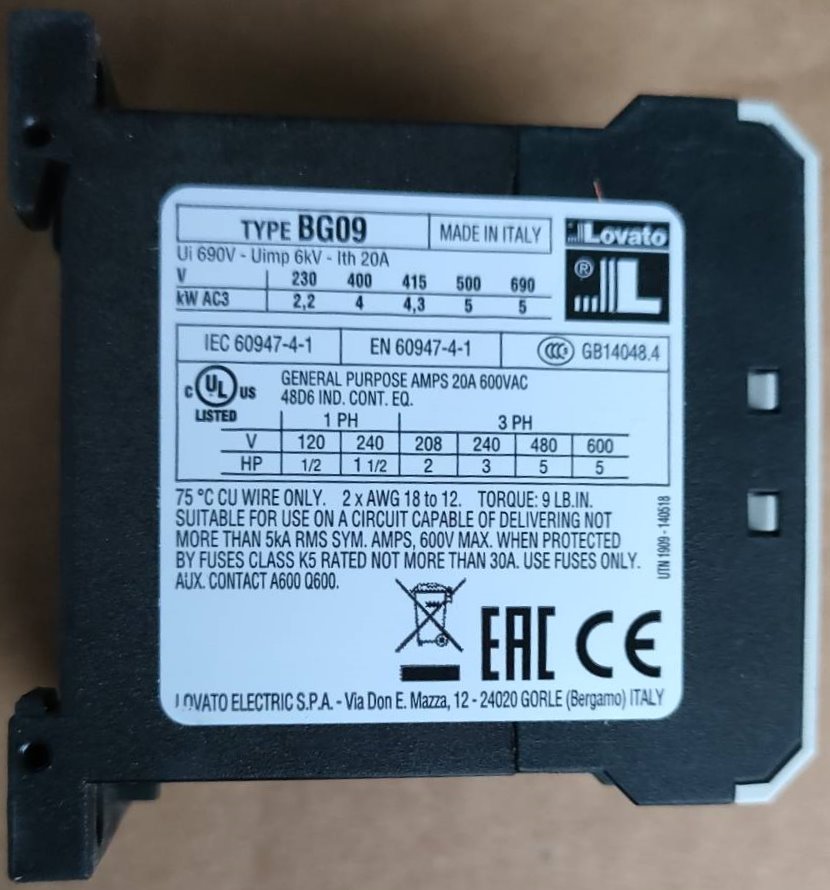 TYPE BG09 MADE IN ITALY
Lovato
Ui 690V - Uimp 6kV - Ith 20A
V 230 400 415 500 690
kW AC3 2,2 4 4,3 5 5
® L
IEC 60947-4-1 EN 60947-4-1 CCC GB14048.4
C UL US
LISTED
GENERAL PURPOSE AMPS 20A 600VAC
48D6 IND. CONT. EQ.
1 PH 3 PH
V 120 240 208 240 480 600
HP 1/2 1 1/2 2 3 5 5
75 °C CU WIRE ONLY. 2 x AWG 18 to 12. TORQUE: 9 LB.IN.
SUITABLE FOR USE ON A CIRCUIT CAPABLE OF DELIVERING NOT
MORE THAN 5kA RMS SYM. AMPS, 600V MAX. WHEN PROTECTED
BY FUSES CLASS K5 RATED NOT MORE THAN 30A. USE FUSES ONLY.
AUX. CONTACT A600 Q600.
UTN 1909 - 140518
EAC CE
LOVATO ELECTRIC S.P.A. - Via Don E. Mazza, 12 - 24020 GORLE (Bergamo) ITALY